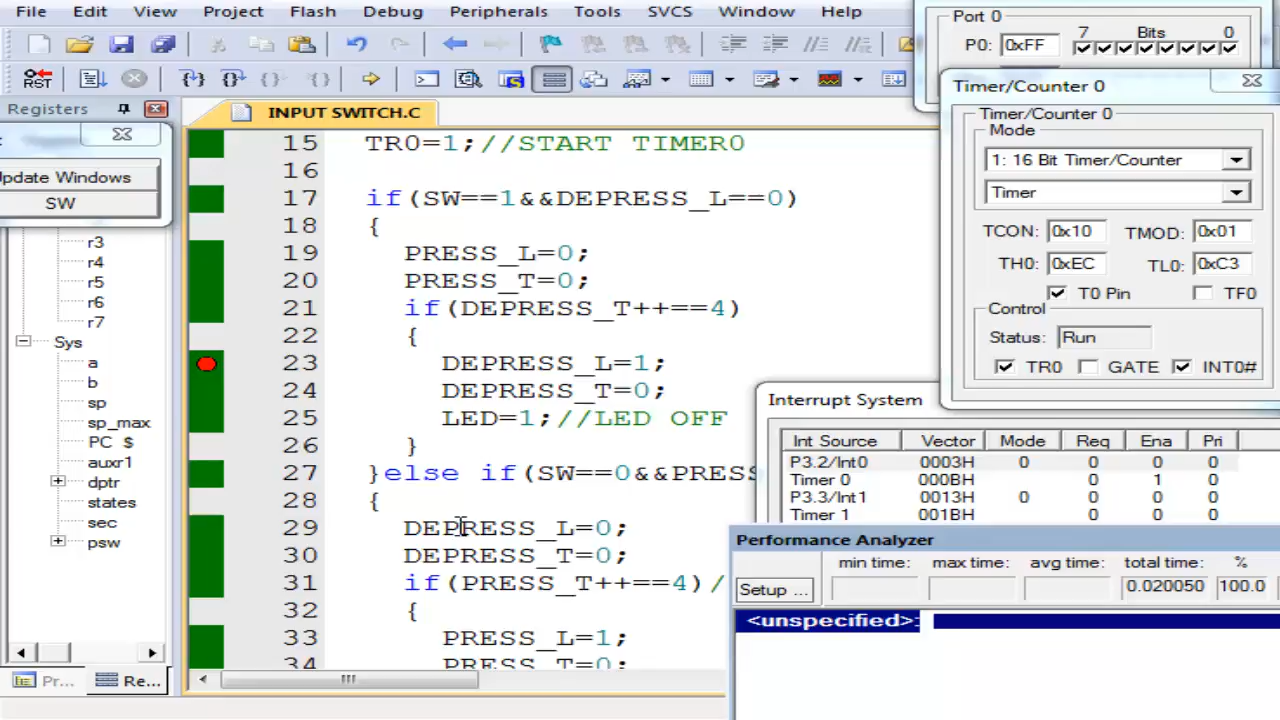 File Edit View Project Flash Debug Peripherals Tools SVCS Window Help
Port 0
P0: 0xFF 7 Bits 0
RST
Registers
INPUT SWITCH.C
Update Windows
SW
r3
r4
r5
r6
r7
Sys
a
b
sp
sp_max
PC $
auxr1
dptr
states
sec
psw
Re...
15 TR0=1;//START TIMER0
16
17 if(SW==1&&DEPRESS_L==0)
18 {
19 PRESS_L=0;
20 PRESS_T=0;
21 if(DEPRESS_T++==4)
22 {
23 DEPRESS_L=1;
24 DEPRESS_T=0;
25 LED=1;//LED OFF
26 }
27 }else if(SW==0&&PRESS
28 {
29 DEPRESS_L=0;
30 DEPRESS_T=0;
31 if(PRESS_T++==4)/
32 {
33 PRESS_L=1;
34 PRESS_T=0;
Timer/Counter 0
Timer/Counter 0
Mode
1: 16 Bit Timer/Counter
Timer
TCON: 0x10 TMOD: 0x01
TH0: 0xEC TL0: 0xC3
T0 Pin TF0
Control
Status: Run
TR0 GATE INT0#
Interrupt System
Int Source Vector Mode Req Ena Pri
P3.2/Int0 0003H 0 0 0 0
Timer 0 000BH 0 1 0
P3.3/Int1 0013H 0 0 0 0
Timer 1 001BH 0 0 0
Performance Analyzer
min time: max time: avg time: total time: %
Setup ... 0.020050 100.0
<unspecified>: